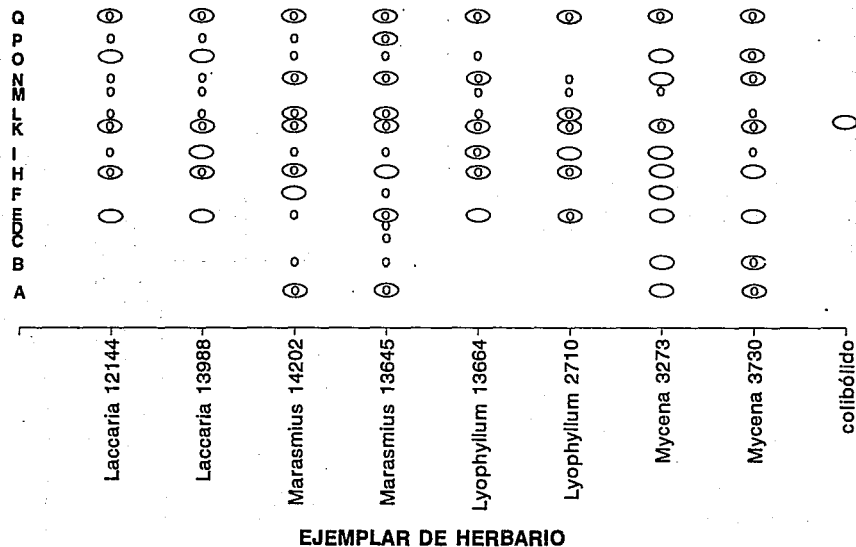 Q
P
O
N
M
L
K
I
H
F
E
D
C
B
A
Laccaria 12144
Laccaria 13988
Marasmius 14202
Marasmius 13645
Lyophyllum 13664
Lyophyllum 2710
Mycena 3273
Mycena 3730
colibólido
EJEMPLAR DE HERBARIO